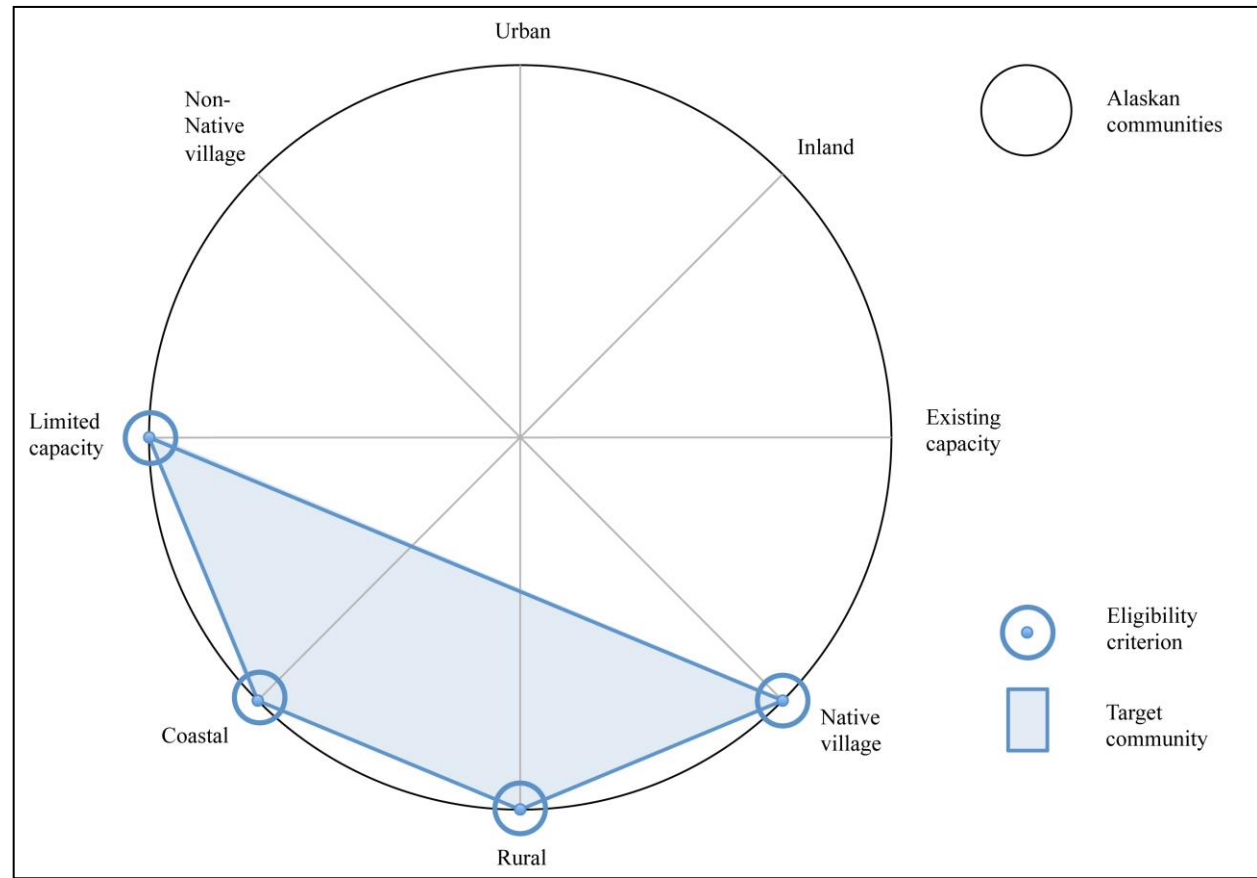 Urban
Non-
Native
village
Inland
Alaskan
communities
Limited
capacity
Existing
capacity
Eligibility
criterion
Coastal
Native
village
Target
community
Rural